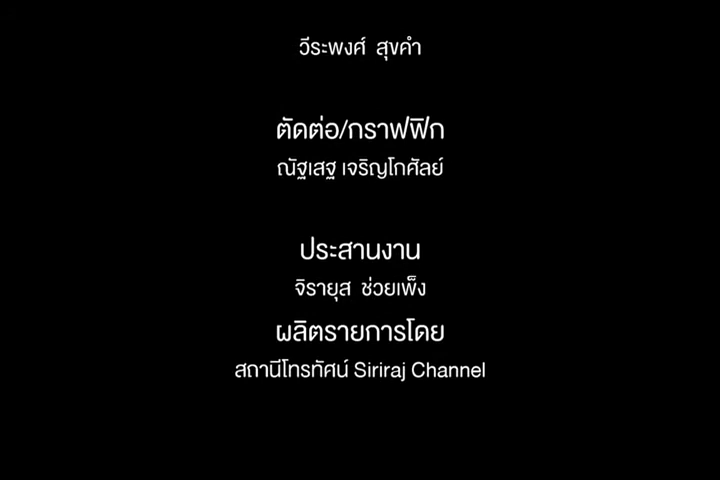 วีระพงศ์ สุขคำ
ตัดต่อ/กราฟฟิก
ณัฐเสฐ เจริญโกศัลย์
ประสานงาน
จิรายุส ช่วยเพ็ง
ผลิตรายการโดย
สถานีโทรทัศน์ Siriraj Channel